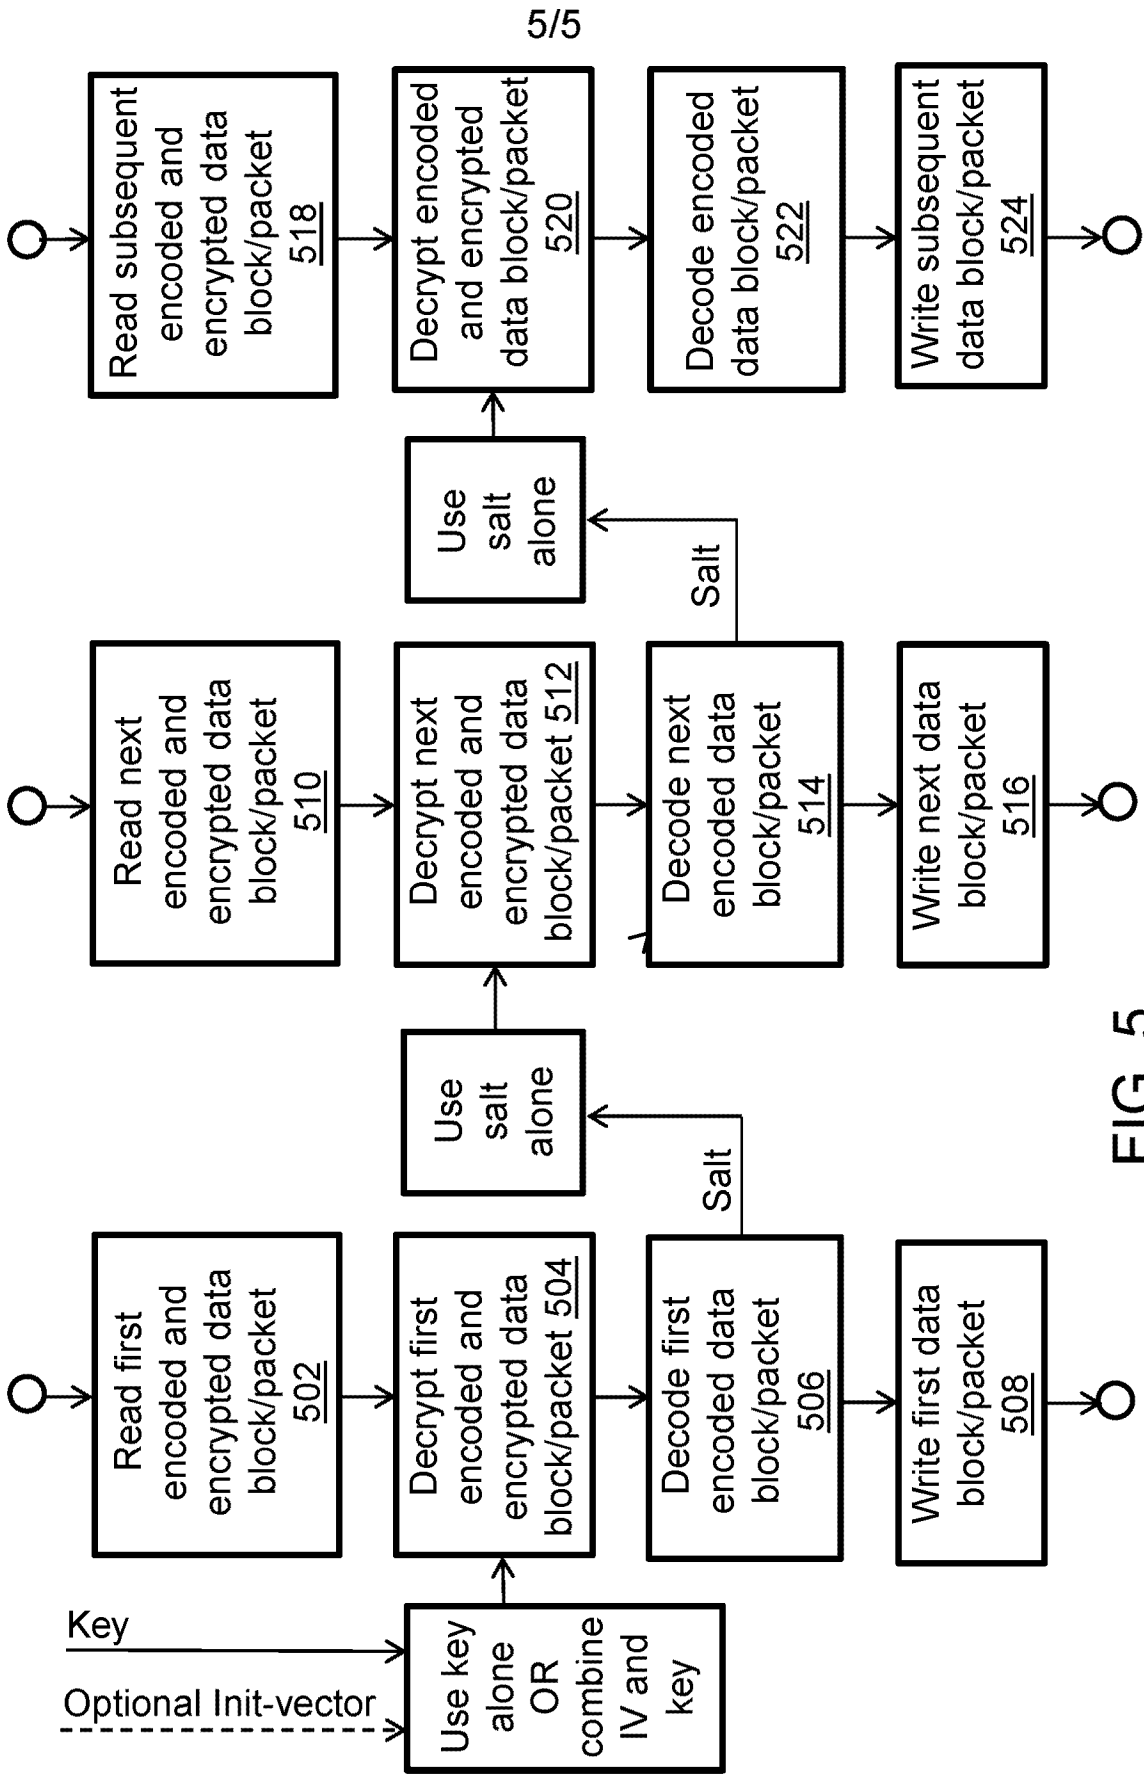 5/5
Key
Optional Init-vector
Use key
alone
OR
combine
IV and
key
Read first
encoded and
encrypted data
block/packet
502
Decrypt first
encoded and
encrypted data
block/packet 504
Decode first
encoded data
block/packet
506
Write first data
block/packet
508
Salt
Use
salt
alone
Read next
encoded and
encrypted data
block/packet
510
Decrypt next
encoded and
encrypted data
block/packet 512
Decode next
encoded data
block/packet
514
Write next data
block/packet
516
Salt
Use
salt
alone
Read subsequent
encoded and
encrypted data
block/packet
518
Decrypt encoded
and encrypted
data block/packet
520
Decode encoded
data block/packet
522
Write subsequent
data block/packet
524
FIG. 5